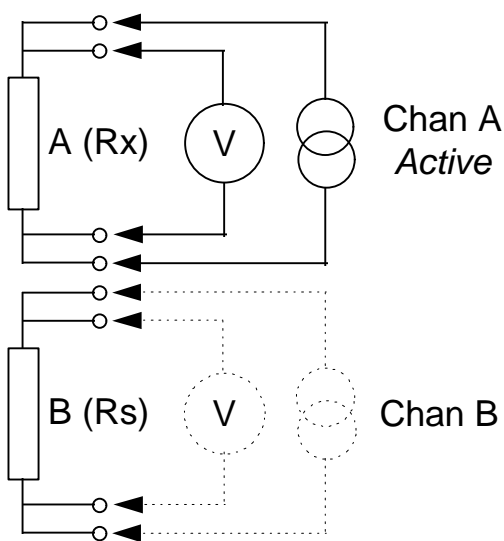 A (Rx)
V
Chan A
Active
B (Rs)
V
Chan B